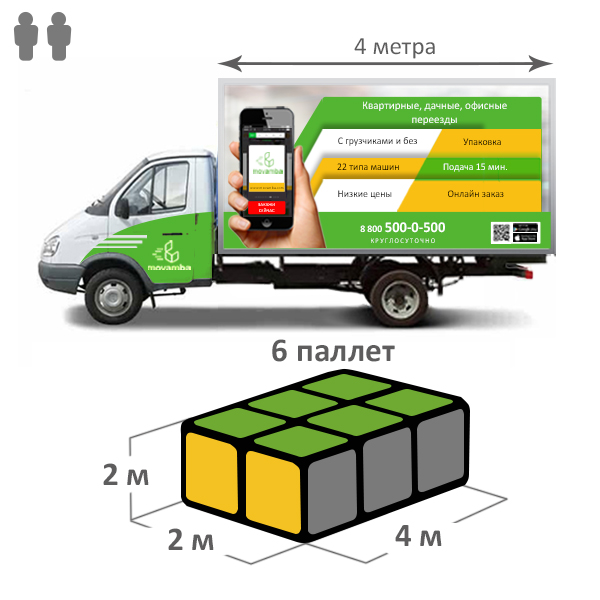 4 метра
Квартирные, дачные, офисные
переезды
С грузчиками и без
Упаковка
22 типа машин
Подача 15 мин.
Низкие цены
Онлайн заказ
movamba
ЗАКАЖИ
СЕЙЧАС
8 800 500-0-500
КРУГЛОСУТОЧНО
movamba
6 паллет
2 м
2 м
4 м